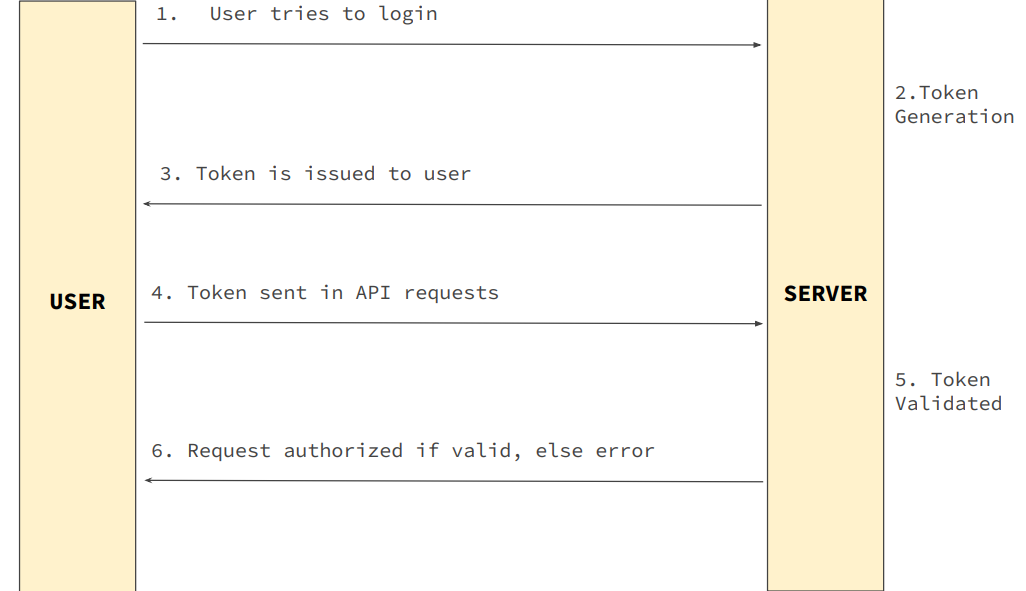 1. User tries to login
2.Token
Generation
3. Token is issued to user
USER
4. Token sent in API requests
SERVER
5. Token
Validated
6. Request authorized if valid, else error